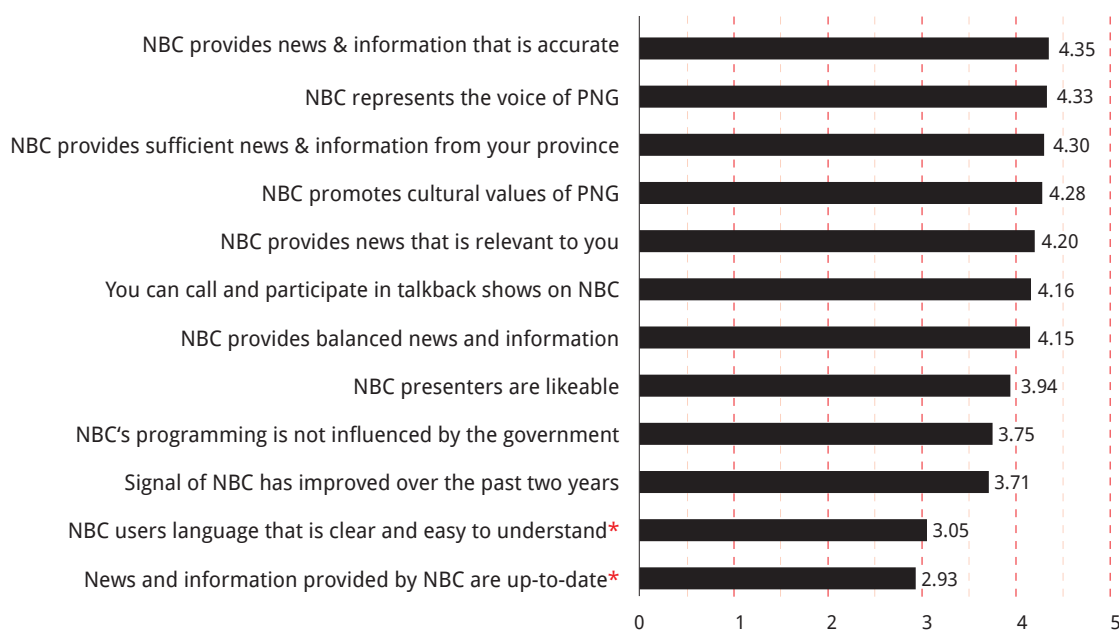 NBC provides news & information that is accurate 4.35
NBC represents the voice of PNG 4.33
NBC provides sufficient news & information from your province 4.30
NBC promotes cultural values of PNG 4.28
NBC provides news that is relevant to you 4.20
You can call and participate in talkback shows on NBC 4.16
NBC provides balanced news and information 4.15
NBC presenters are likeable 3.94
NBC‘s programming is not influenced by the government 3.75
Signal of NBC has improved over the past two years 3.71
NBC users language that is clear and easy to understand* 3.05
News and information provided by NBC are up-to-date* 2.93
0 1 2 3 4 5